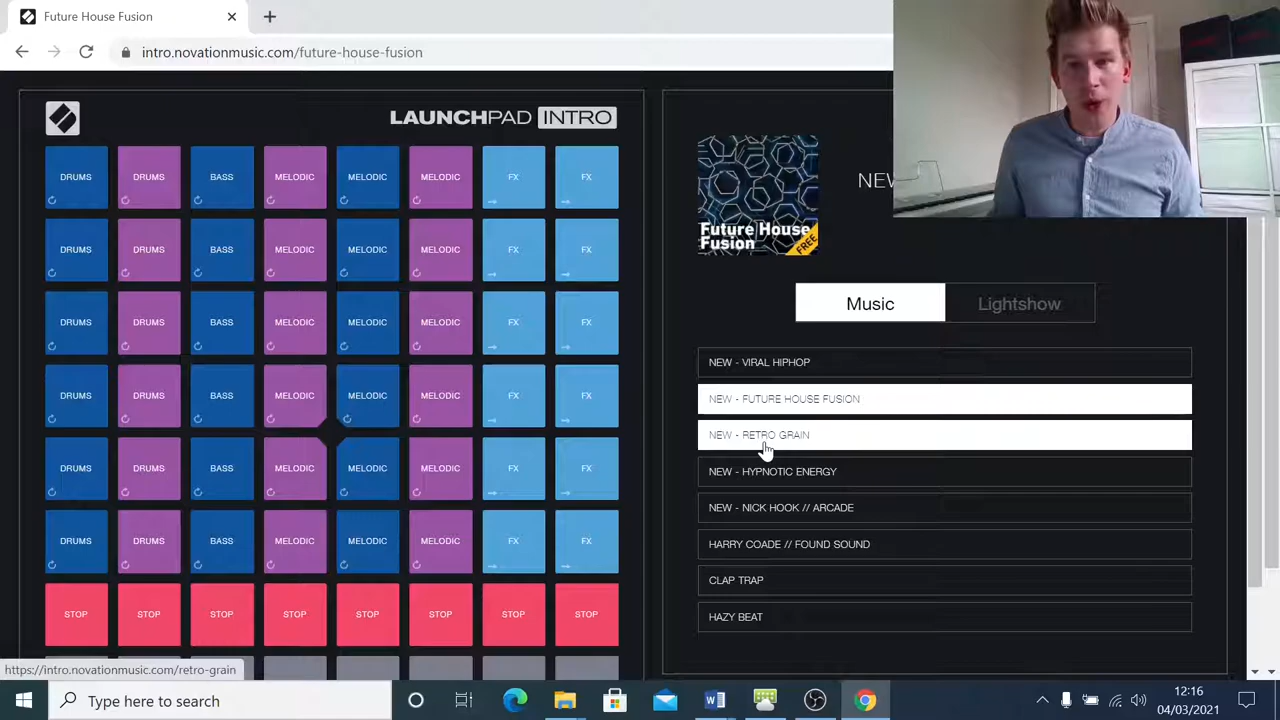 Future House Fusion
intro.novationmusic.com/future-house-fusion
LAUNCHPAD INTRO
DRUMS DRUMS BASS MELODIC MELODIC MELODIC FX FX
DRUMS DRUMS BASS MELODIC MELODIC MELODIC FX FX
DRUMS DRUMS BASS MELODIC MELODIC MELODIC FX FX
DRUMS DRUMS BASS MELODIC MELODIC MELODIC FX FX
DRUMS DRUMS BASS MELODIC MELODIC MELODIC FX FX
DRUMS DRUMS BASS MELODIC MELODIC MELODIC FX FX
STOP STOP STOP STOP STOP STOP STOP STOP
https://intro.novationmusic.com/retro-grain
Future House
Fusion
FREE
NEW
Music Lightshow
NEW - VIRAL HIPHOP
NEW - FUTURE HOUSE FUSION
NEW - RETRO GRAIN
NEW - HYPNOTIC ENERGY
NEW - NICK HOOK // ARCADE
HARRY COADE // FOUND SOUND
CLAP TRAP
HAZY BEAT
Type here to search
12:16
04/03/2021